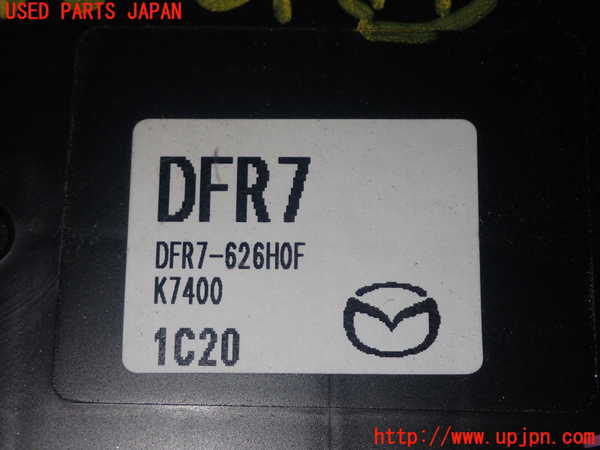 USED PARTS JAPAN
DFR7
DFR7-626H0F
K7400
1C20
http://www.upjpn.com/